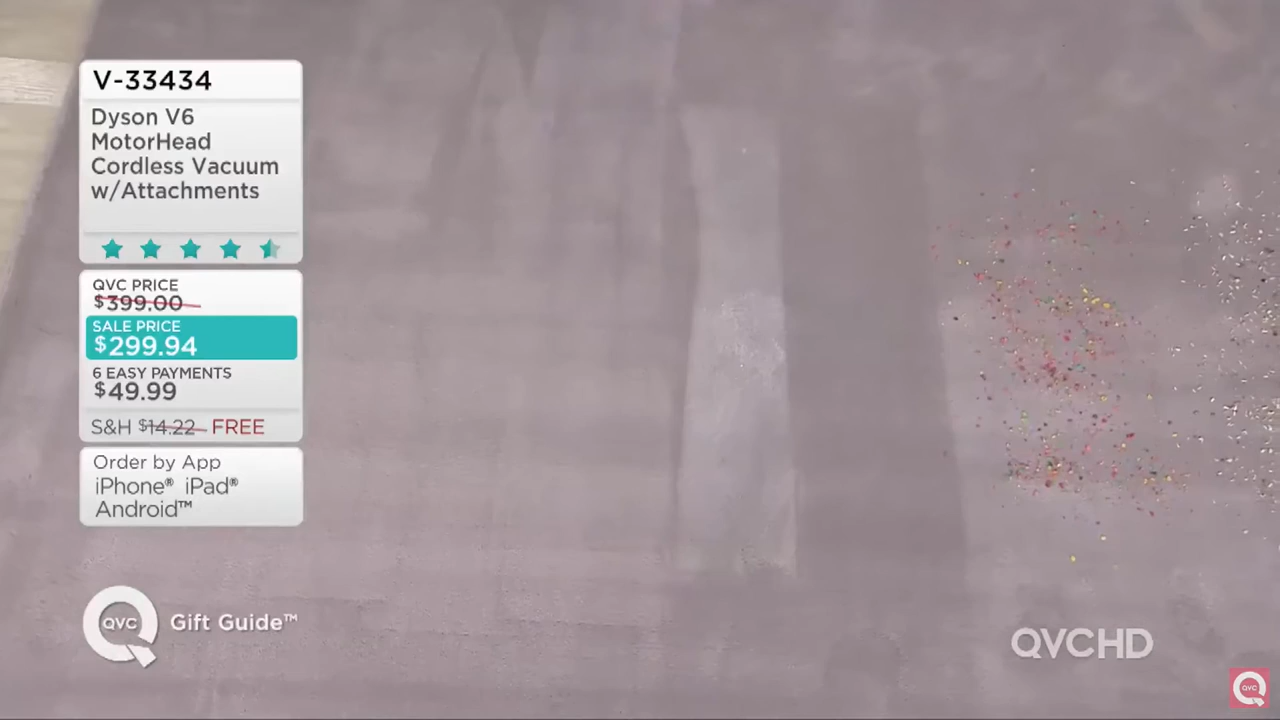 V-33434
Dyson V6
MotorHead
Cordless Vacuum
w/Attachments
QVC PRICE
$399.00
SALE PRICE
$299.94
6 EASY PAYMENTS
$49.99
S&H $14.22 FREE
Order by App
iPhone® iPad®
Android™
QVC Gift Guide™
QVCHD
QVC